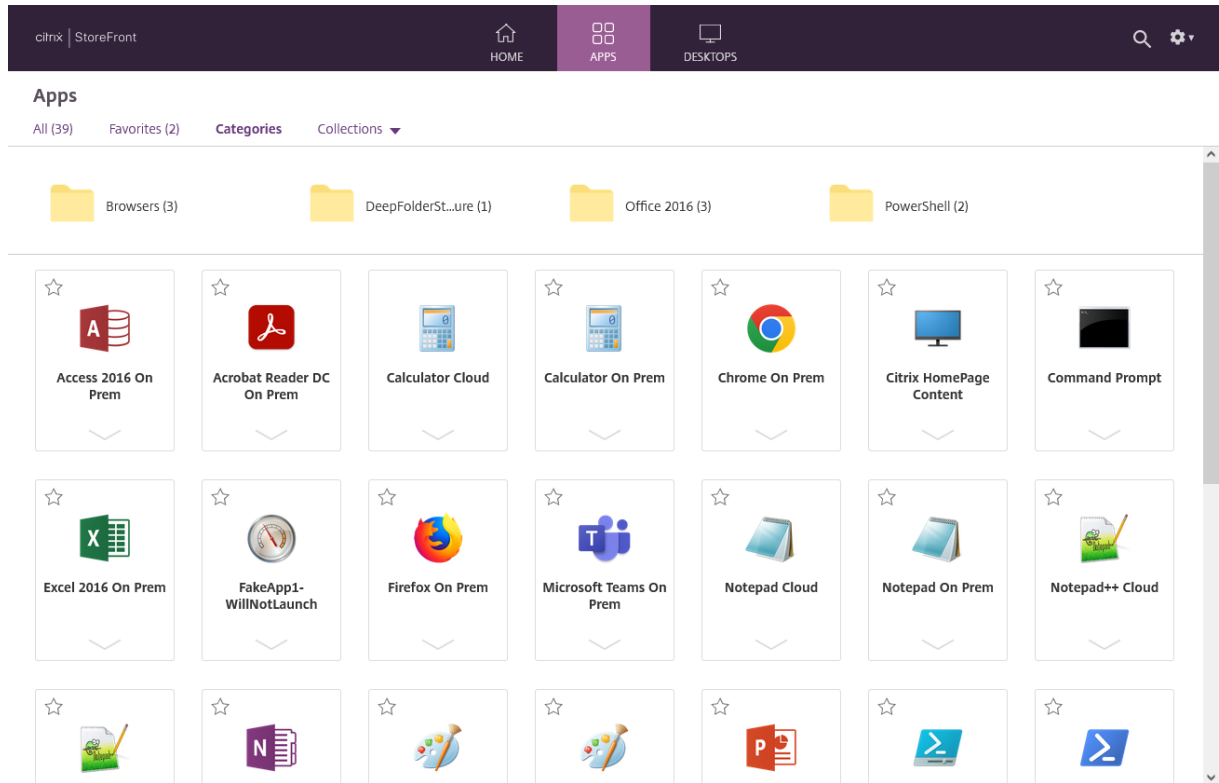 citrix | StoreFront
HOME
APPS
DESKTOPS
Apps
All (39) Favorites (2) Categories Collections
Browsers (3) DeepFolderSt...ure (1) Office 2016 (3) PowerShell (2)
Access 2016 On
Prem
Acrobat Reader DC
On Prem
Calculator Cloud
Calculator On Prem
Chrome On Prem
Citrix HomePage
Content
Command Prompt
Excel 2016 On Prem
FakeApp1-
WillNotLaunch
Firefox On Prem
Microsoft Teams On
Prem
Notepad Cloud
Notepad On Prem
Notepad++ Cloud